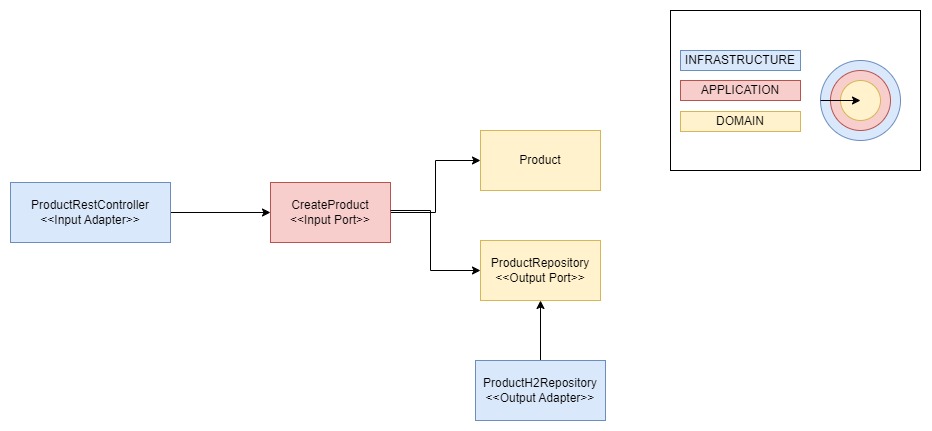 INFRASTRUCTURE
APPLICATION
DOMAIN
Product
ProductRestController
<<Input Adapter>>
CreateProduct
<<Input Port>>
ProductRepository
<<Output Port>>
ProductH2Repository
<<Output Adapter>>